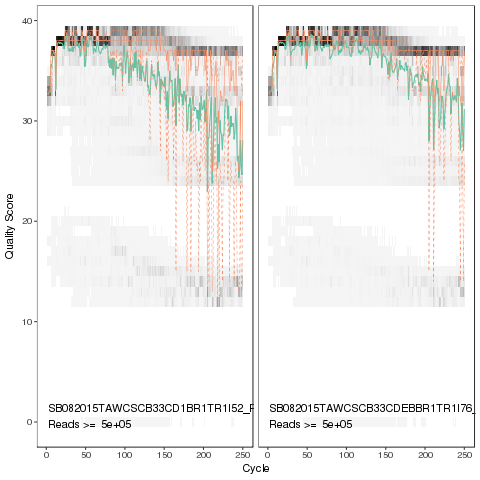 40
30
20
10
0
Quality Score
SB082015TAWCSCB33CD1BR1TR1I52_F
Reads >= 5e+05
SB082015TAWCSCB33CDEBBR1TR1I76_
Reads >= 5e+05
0 50 100 150 200 250
0 50 100 150 200 250
Cycle